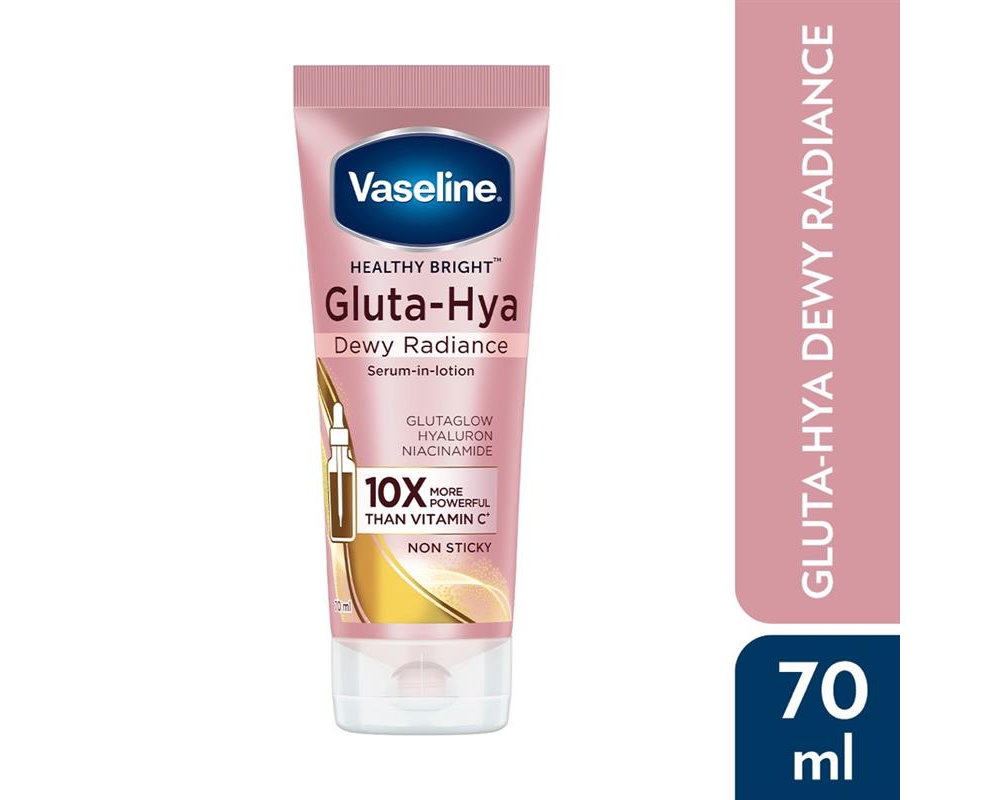 Vaseline®
HEALTHY BRIGHT™
Gluta-Hya
Dewy Radiance
Serum-in-lotion
GLUTAGLOW
HYALURON
NIACINAMIDE
10X MORE
POWERFUL
THAN VITAMIN C*
NON STICKY
70 ml
GLUTA-HYA DEWY RADIANCE
70
ml